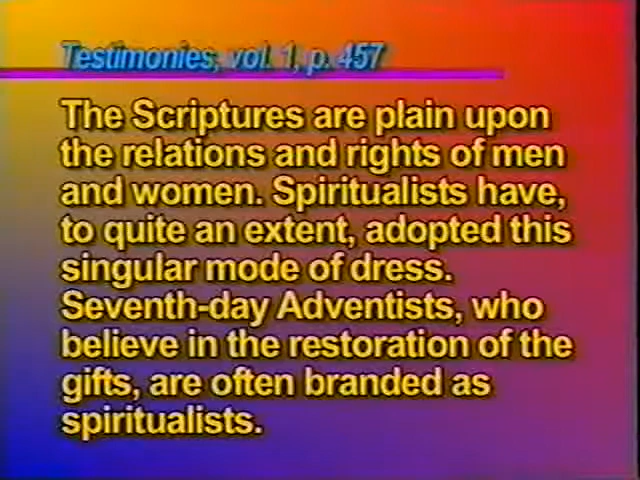 Testimonies, vol. 1, p. 457
The Scriptures are plain upon
the relations and rights of men
and women. Spiritualists have,
to quite an extent, adopted this
singular mode of dress.
Seventh-day Adventists, who
believe in the restoration of the
gifts, are often branded as
spiritualists.